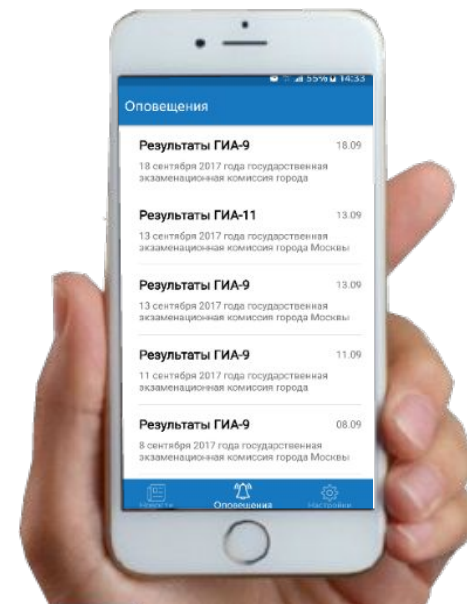 55% 14:33
Оповещения
Результаты ГИА-9 18.09
18 сентября 2017 года государственная
экзаменационная комиссия города
Результаты ГИА-11 13.09
13 сентября 2017 года государственная
экзаменационная комиссия города Москвы
Результаты ГИА-9 13.09
13 сентября 2017 года государственная
экзаменационная комиссия города Москвы
Результаты ГИА-9 11.09
11 сентября 2017 года государственная
экзаменационная комиссия города
Результаты ГИА-9 08.09
8 сентября 2017 года государственная
экзаменационная комиссия города Москвы
Новости Оповещения Настройки